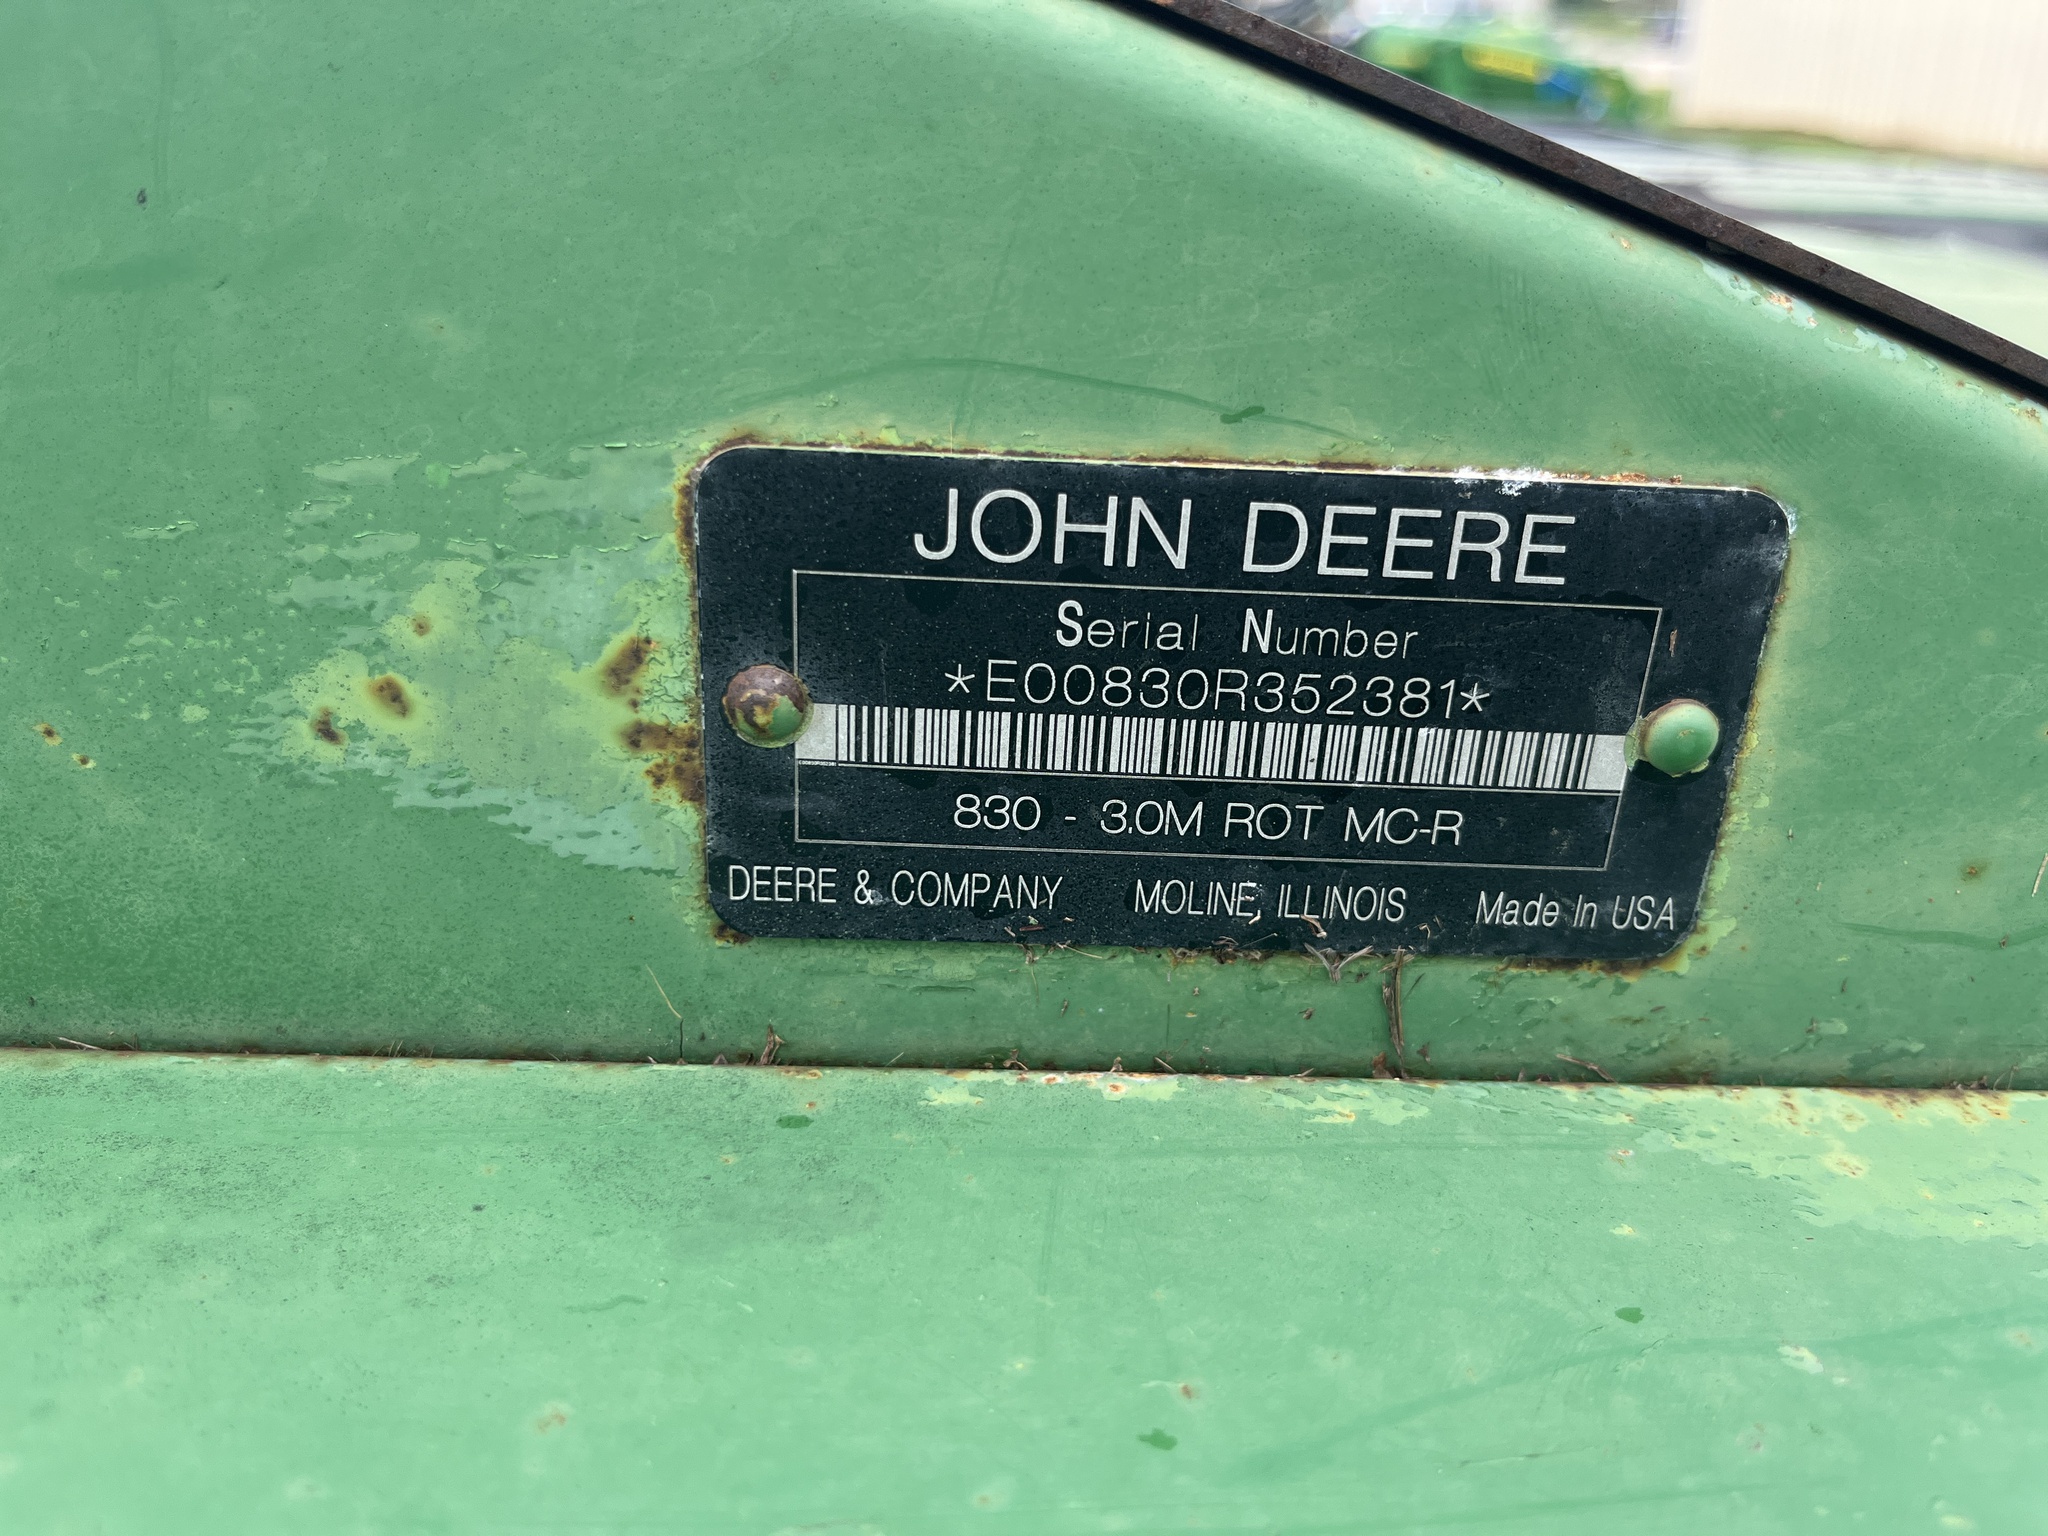 JOHN DEERE
Serial Number
*E00830R352381*
830 - 3.0M ROT MC-R
DEERE & COMPANY MOLINE, ILLINOIS Made In USA